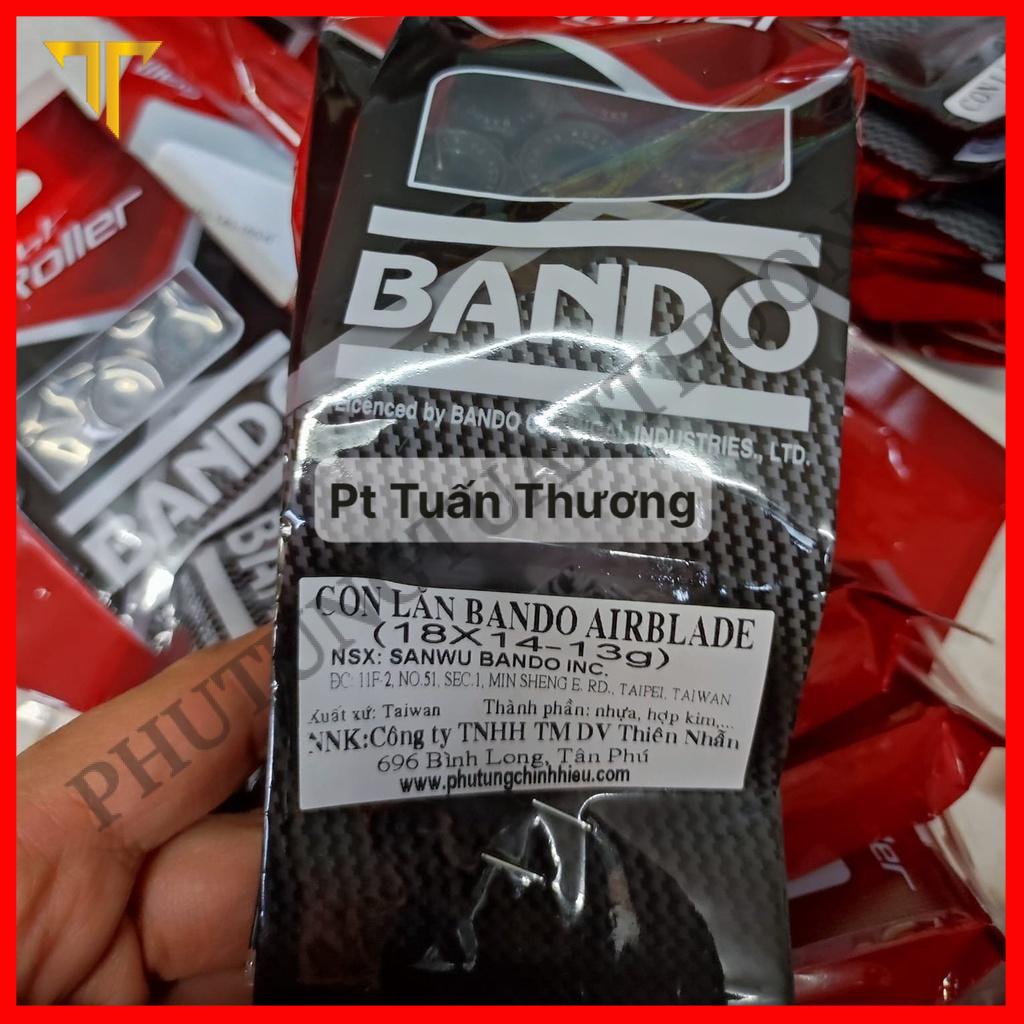 BANDO
Licenced by BANDO CHEMICAL INDUSTRIES., LTD.
Pt Tuấn Thương
CON LĂN BANDO AIRBLADE
(18X14-13g)
NSX: SANWU BANDO INC.
ĐC: 11F-2, NO.51, SEC.1, MIN SHENG E. RD., TAIPEI, TAIWAN
Xuất xứ: Taiwan Thành phần: nhựa, hợp kim,...
NNK:Công ty TNHH TM DV Thiên Nhẫn
696 Bình Long, Tân Phú
www.phutungchinhhieu.com
Roller
BANDO
PHUTUNGTUANTHUONG
CON L